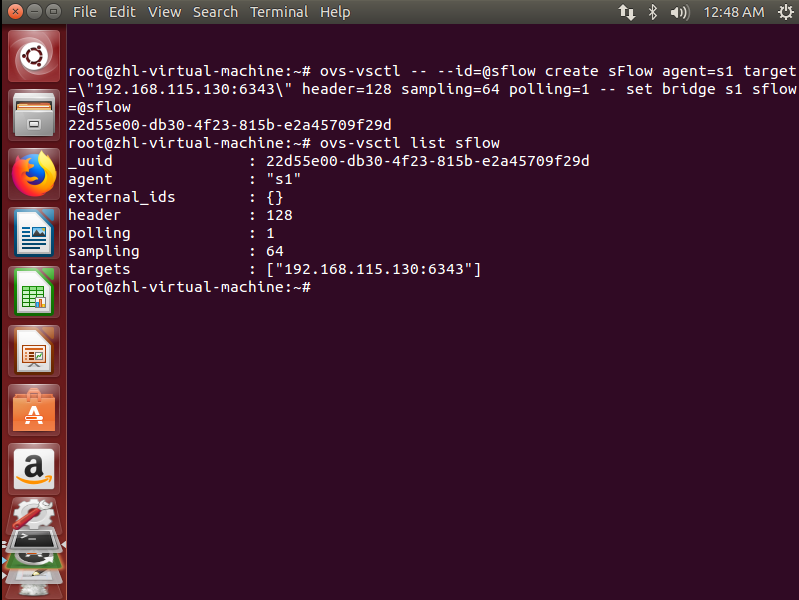 File Edit View Search Terminal Help 12:48 AM
root@zhl-virtual-machine:~# ovs-vsctl -- --id=@sflow create sFlow agent=s1 target
=\"192.168.115.130:6343\" header=128 sampling=64 polling=1 -- set bridge s1 sflow
=@sflow
22d55e00-db30-4f23-815b-e2a45709f29d
root@zhl-virtual-machine:~# ovs-vsctl list sflow
_uuid               : 22d55e00-db30-4f23-815b-e2a45709f29d
agent               : "s1"
external_ids        : {}
header              : 128
polling             : 1
sampling            : 64
targets             : ["192.168.115.130:6343"]
root@zhl-virtual-machine:~#